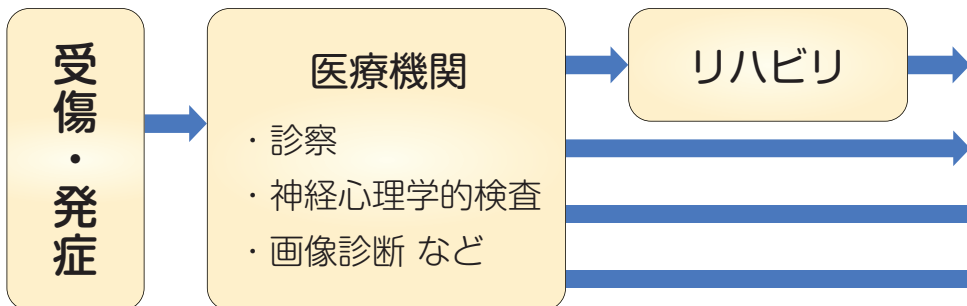 受傷・発症
医療機関
・診察
・神経心理学的検査
・画像診断 など
リハビリ